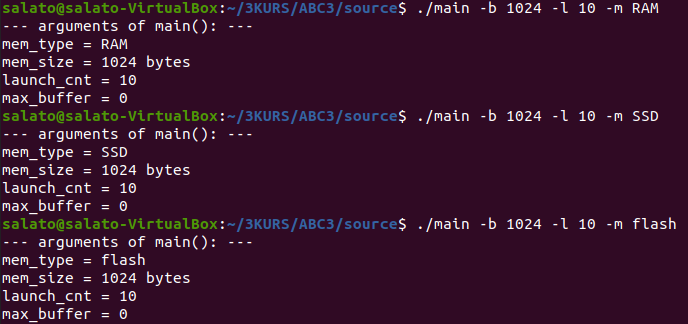 salato@salato-VirtualBox:~/3KURS/ABC3/source$ ./main -b 1024 -l 10 -m RAM
--- arguments of main(): ---
mem_type = RAM
mem_size = 1024 bytes
launch_cnt = 10
max_buffer = 0
salato@salato-VirtualBox:~/3KURS/ABC3/source$ ./main -b 1024 -l 10 -m SSD
--- arguments of main(): ---
mem_type = SSD
mem_size = 1024 bytes
launch_cnt = 10
max_buffer = 0
salato@salato-VirtualBox:~/3KURS/ABC3/source$ ./main -b 1024 -l 10 -m flash
--- arguments of main(): ---
mem_type = flash
mem_size = 1024 bytes
launch_cnt = 10
max_buffer = 0